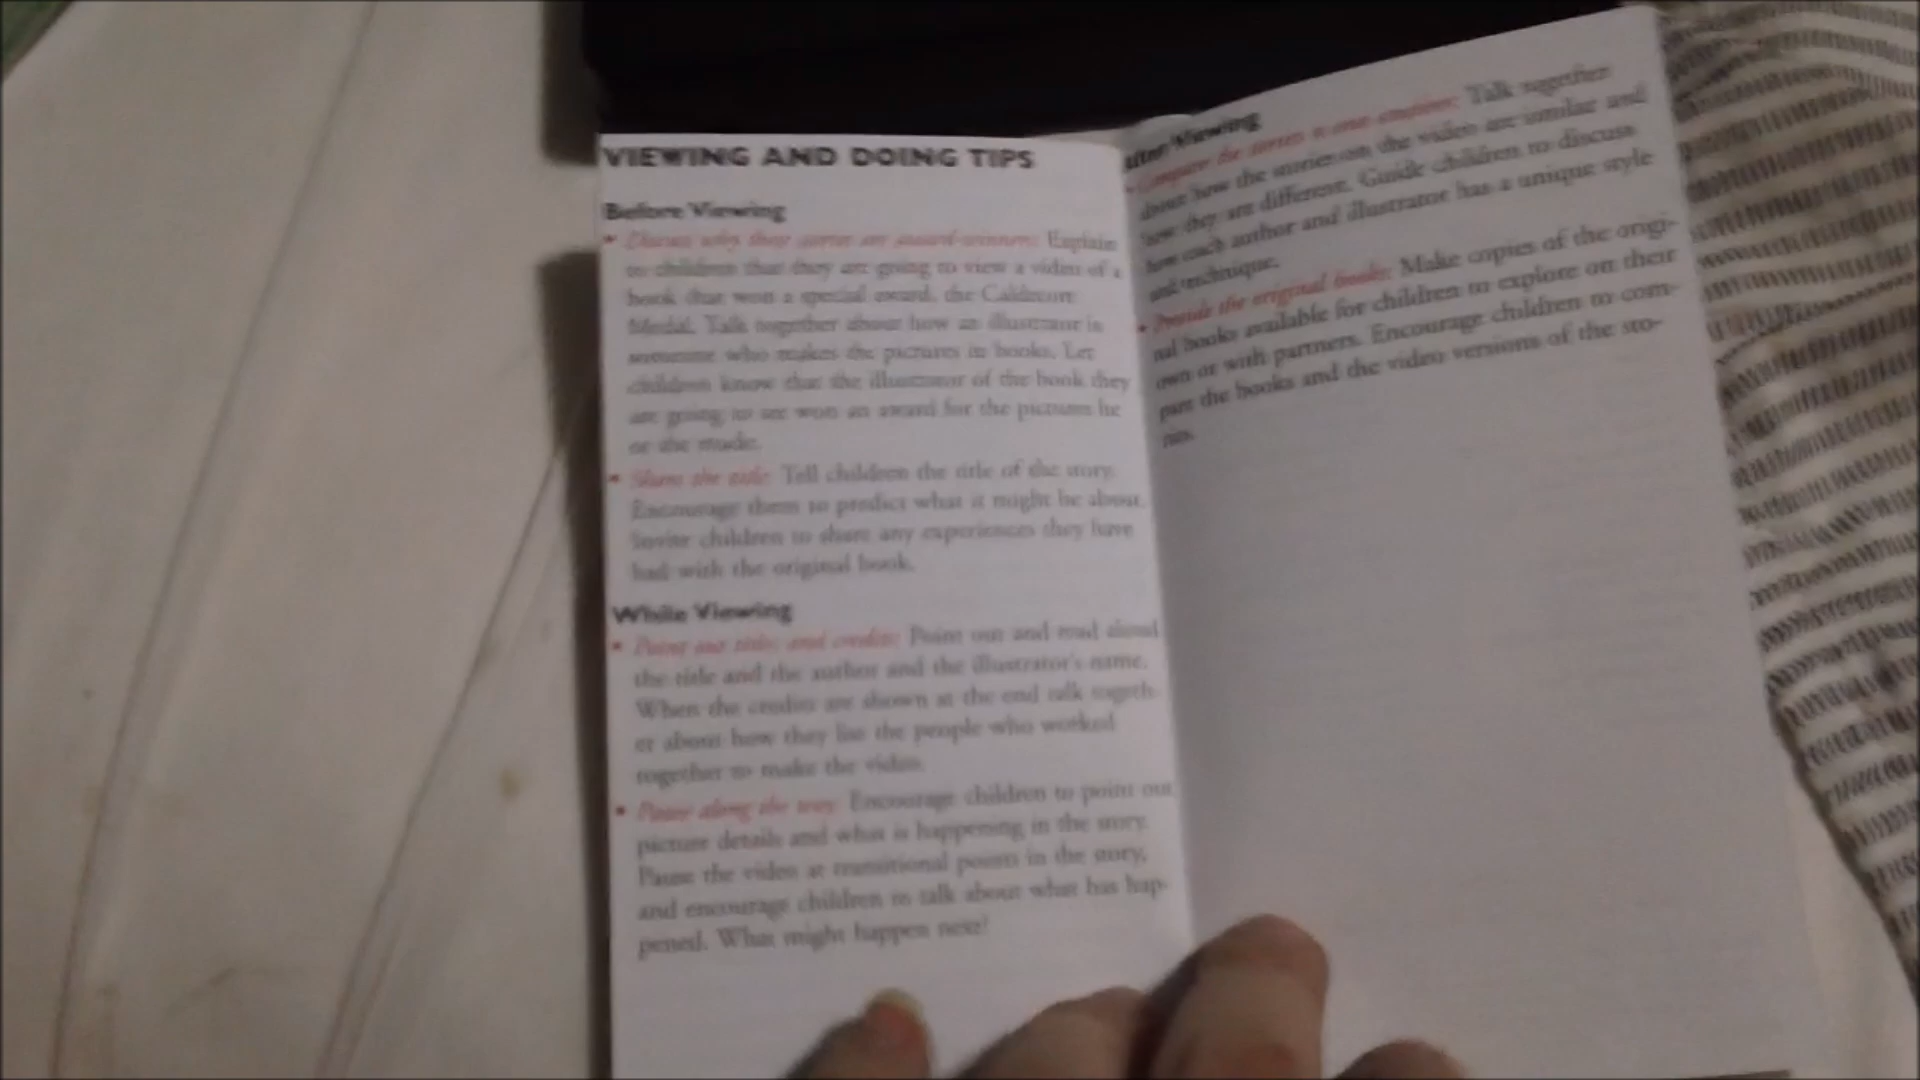 VIEWING AND DOING TIPS
Before Viewing
• Discuss why these stories are award-winners: Explain
to children that they are going to view a video of a
book that won a special award, the Caldecott
Medal. Talk together about how an illustrator is
someone who makes the pictures in books. Let
children know that the illustrator of the book they
are going to see won an award for the pictures he
or she made.
• Share the title: Tell children the title of the story.
Encourage them to predict what it might be about.
Invite children to share any experiences they have
had with the original book.
While Viewing
• Point out titles and credits: Point out and read aloud
the title and the author and the illustrator's name.
When the credits are shown at the end talk togeth-
er about how they list the people who worked
together to make the video.
• Pause along the way: Encourage children to point out
picture details and what is happening in the story.
Pause the video at transitional points in the story,
and encourage children to talk about what has hap-
pened. What might happen next?
After Viewing
• Compare the stories to one another: Talk together
about how the stories on the video are similar and
how they are different. Guide children to discuss
how each author and illustrator has a unique style
and technique.
• Provide the original books: Make copies of the origi-
nal books available for children to explore on their
own or with partners. Encourage children to com-
pare the books and the video versions of the sto-
ries.